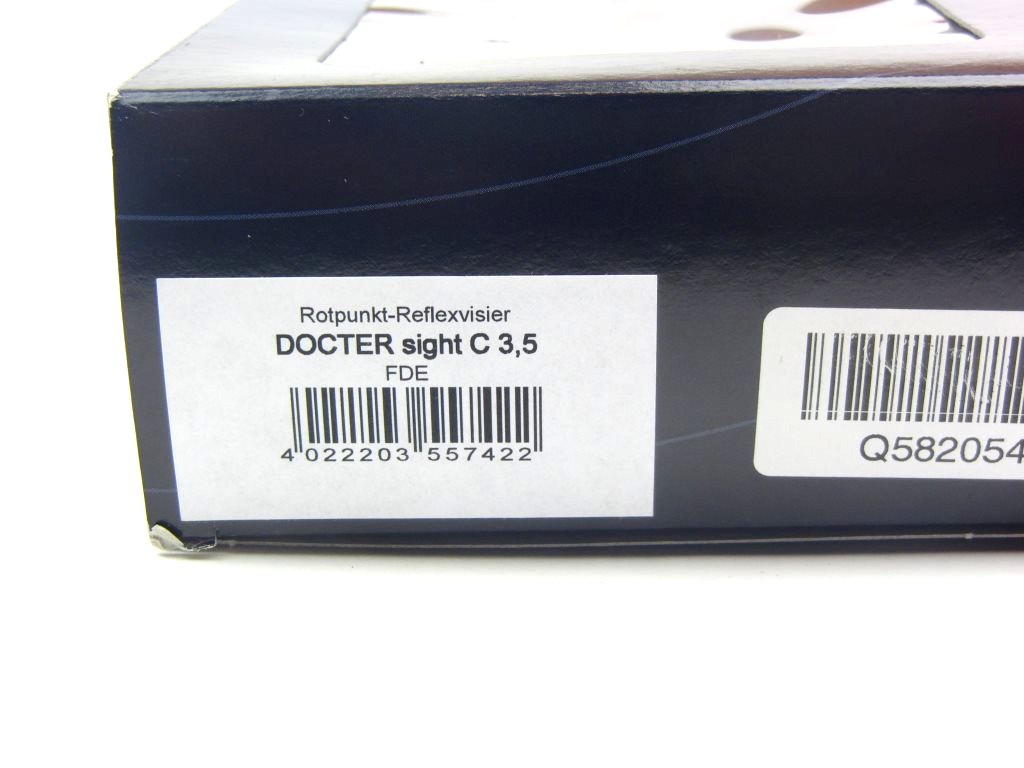 Rotpunkt-Reflexvisier
DOCTER sight C 3,5
FDE
4 022203 557422
Q582054